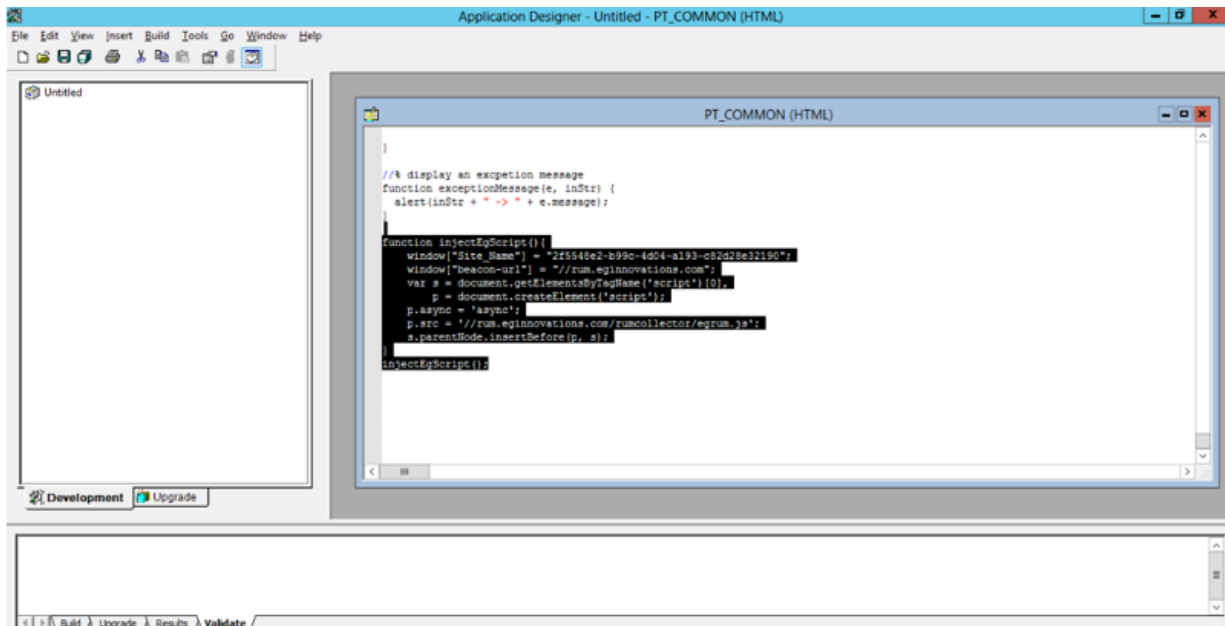 Application Designer - Untitled - PT_COMMON (HTML)
File Edit View Insert Build Tools Go Window Help
Untitled
PT_COMMON (HTML)
}
//% display an excpetion message
function exceptionMessage(e, inStr) {
alert(inStr + " -> " + e.message);
}
function injectEgScript(){
window["Site_Name"] = "2f5548e2-b99c-4d04-a193-c82d28e32190";
window["beacon-url"] = "//rum.eginnovations.com";
var s = document.getElementsByTagName('script')[0],
p = document.createElement('script');
p.async = 'async';
p.src = '//rum.eginnovations.com/rumcollector/egrum.js';
s.parentNode.insertBefore(p, s);
}
injectEgScript();
Development Upgrade
Build Upgrade Results Validate